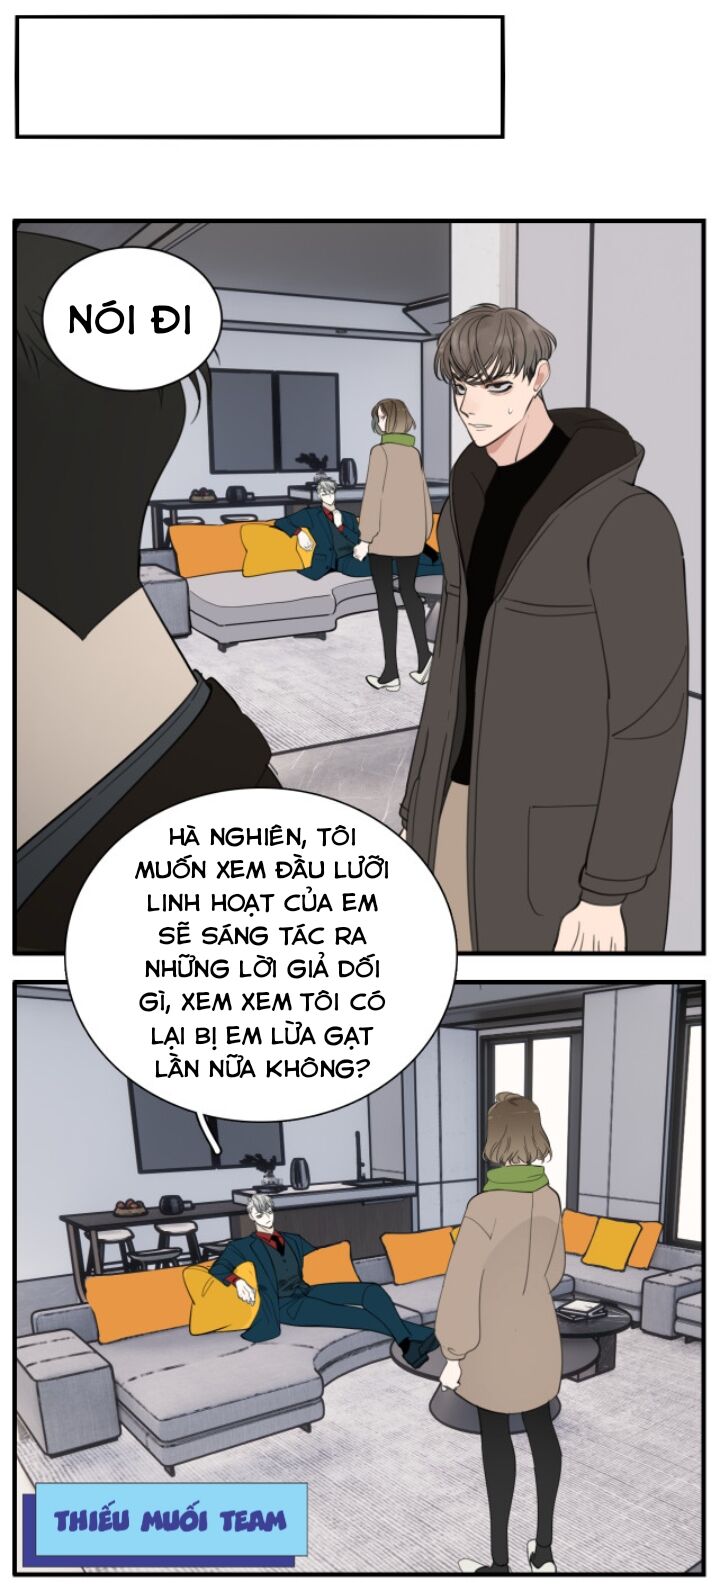 NÓI ĐI
HÀ NGHIÊN, TÔI
MUỐN XEM ĐẦU LƯỠI
LINH HOẠT CỦA EM
SẼ SÁNG TÁC RA
NHỮNG LỜI GIẢ DỐI
GÌ, XEM XEM TÔI CÓ
LẠI BỊ EM LỪA GẠT
LẦN NỮA KHÔNG?
THIẾU MUỐI TEAM